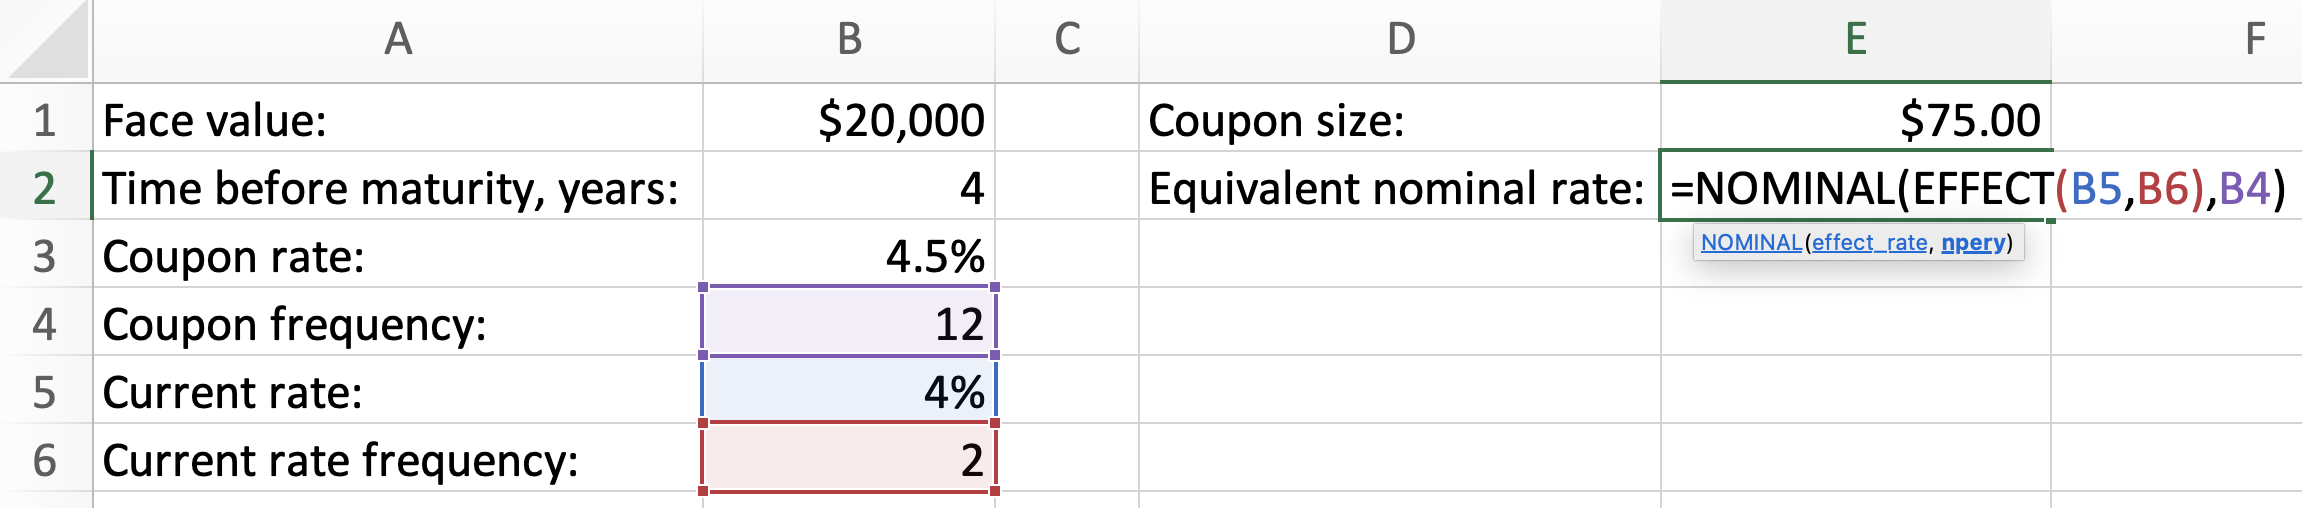 A B C D E F
1 Face value: $20,000 Coupon size: $75.00
2 Time before maturity, years: 4 Equivalent nominal rate: =NOMINAL(EFFECT(B5,B6),B4)
NOMINAL(effect_rate, npery)
3 Coupon rate: 4.5%
4 Coupon frequency: 12
5 Current rate: 4%
6 Current rate frequency: 2